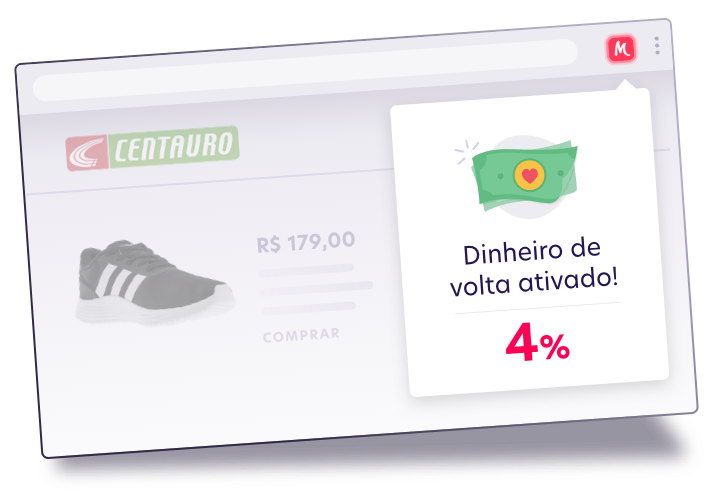 M
CENTAURO
R$ 179,00
COMPRAR
Dinheiro de
volta ativado!
4%